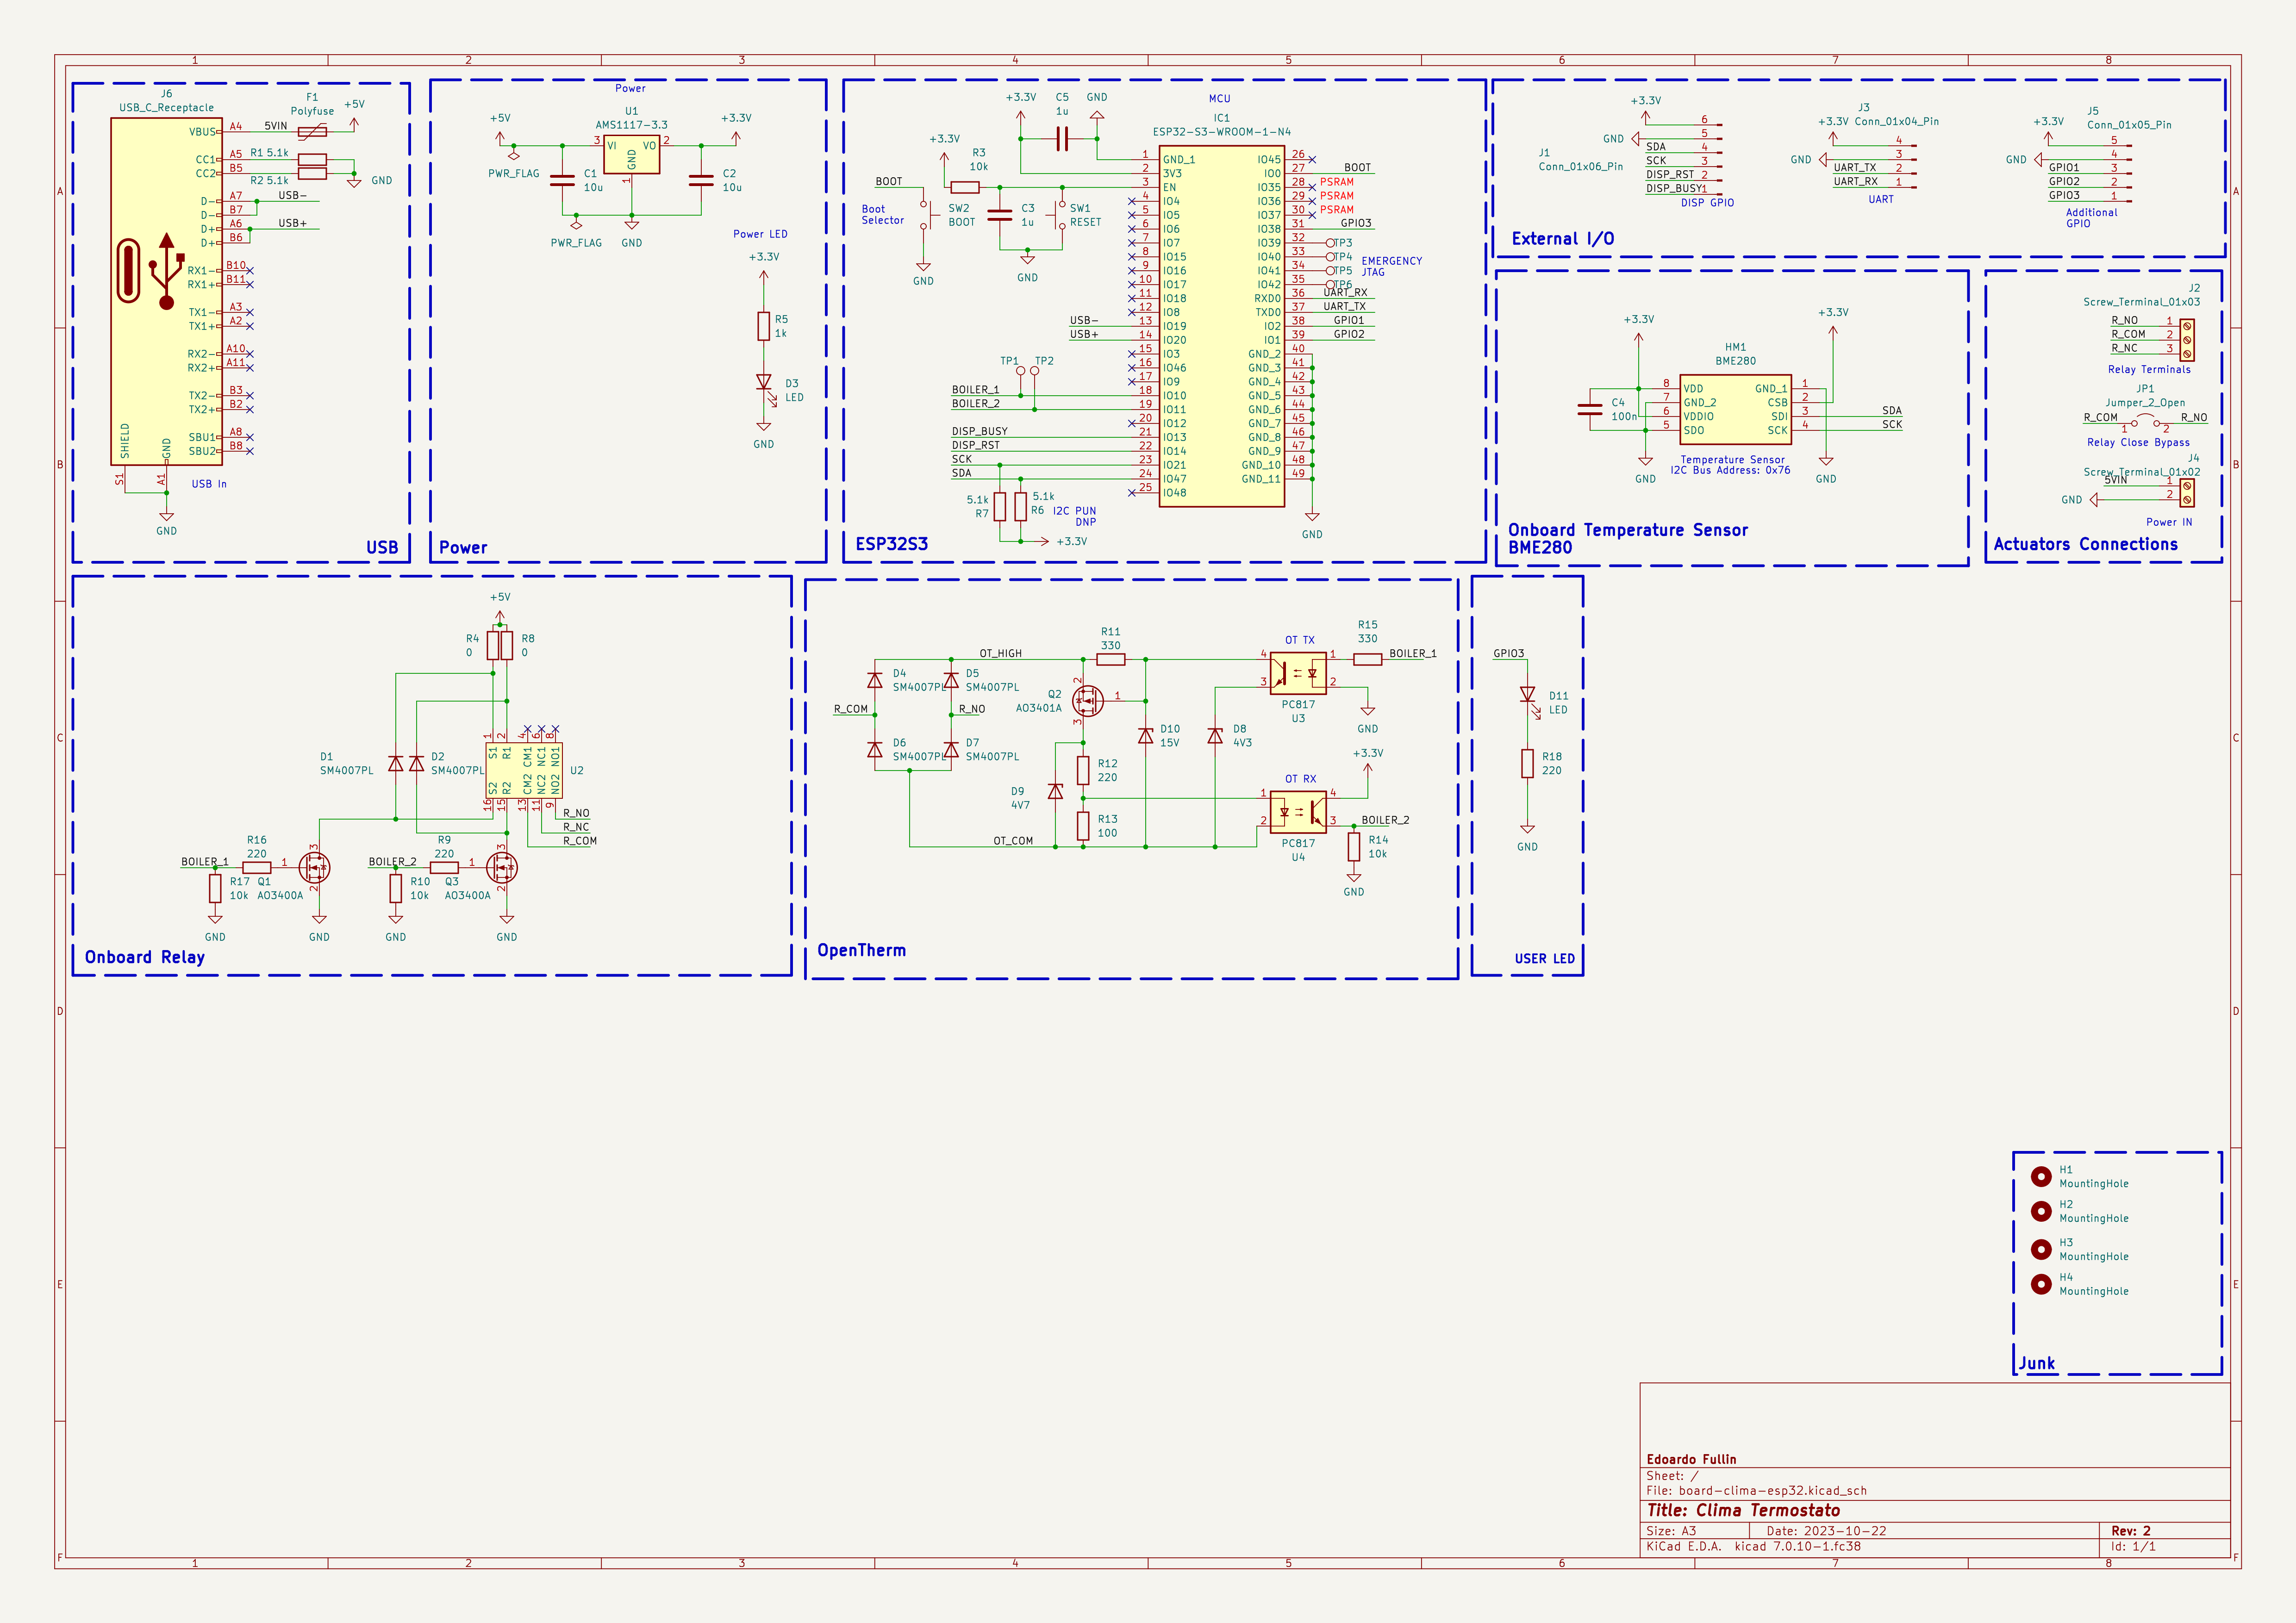 1 2 3 4 5 6 7 8
A
B
C
D
E
F
J6
USB_C_Receptacle
F1
Polyfuse
+5V
VBUS A4 5VIN
CC1 A5 R1 5.1k
CC2 B5 R2 5.1k
GND
D- A7 USB-
D- B7
D+ A6 USB+
D+ B6
RX1- B10
RX1+ B11
TX1- A3
TX1+ A2
RX2- A10
RX2+ A11
TX2- B3
TX2+ B2
SBU1 A8
SBU2 B8
SHIELD GND
S1 A1
USB In
GND
USB
Power
U1
AMS1117-3.3
+5V
+3.3V
3 VI VO 2
GND
1
PWR_FLAG
C1
10u
C2
10u
PWR_FLAG
GND
Power LED
+3.3V
R5
1k
D3
LED
GND
Power
MCU
IC1
ESP32-S3-WROOM-1-N4
+3.3V
C5
1u
GND
+3.3V
R3
10k
BOOT
Boot
Selector
SW2
BOOT
C3
1u
SW1
RESET
GND
GND
1 GND_1
2 3V3
3 EN
4 IO4
5 IO5
6 IO6
7 IO7
8 IO15
9 IO16
10 IO17
11 IO18
12 IO8
USB- 13 IO19
USB+ 14 IO20
15 IO3
16 IO46
17 IO9
TP1 TP2
BOILER_1 18 IO10
BOILER_2 19 IO11
20 IO12
DISP_BUSY 21 IO13
DISP_RST 22 IO14
SCK 23 IO21
SDA 24 IO47
25 IO48
IO45 26
IO0 27 BOOT
IO35 28 PSRAM
IO36 29 PSRAM
IO37 30 PSRAM
IO38 31 GPIO3
IO39 32 TP3
IO40 33 TP4
IO41 34 TP5
IO42 35 TP6
EMERGENCY
JTAG
RXD0 36 UART_RX
TXD0 37 UART_TX
IO2 38 GPIO1
IO1 39 GPIO2
GND_2 40
GND_3 41
GND_4 42
GND_5 43
GND_6 44
GND_7 45
GND_8 46
GND_9 47
GND_10 48
GND_11 49
GND
5.1k
R7
5.1k
R6
I2C PUN
DNP
+3.3V
ESP32S3
+3.3V
GND
J1
Conn_01x06_Pin
6
5
SDA 4
SCK 3
DISP_RST 2
DISP_BUSY 1
DISP GPIO
J3
Conn_01x04_Pin
+3.3V
GND
4
3
UART_TX 2
UART_RX 1
UART
J5
Conn_01x05_Pin
+3.3V
GND
5
4
GPIO1 3
GPIO2 2
GPIO3 1
Additional
GPIO
External I/O
+3.3V
+3.3V
HM1
BME280
C4
100n
8 VDD GND_1 1
7 GND_2 CSB 2
6 VDDIO SDI 3 SDA
5 SDO SCK 4 SCK
Temperature Sensor
I2C Bus Address: 0x76
GND
GND
Onboard Temperature Sensor
BME280
J2
Screw_Terminal_01x03
R_NO 1
R_COM 2
R_NC 3
Relay Terminals
JP1
Jumper_2_Open
R_COM 1 2 R_NO
Relay Close Bypass
J4
Screw_Terminal_01x02
5VIN 1
GND 2
Power IN
Actuators Connections
+5V
R4
0
R8
0
D1
SM4007PL
D2
SM4007PL
1 2 4 6 8
S1 R1 CM1 NC1 NO1
S2 R2 CM2 NC2 NO2
16 15 13 11 9
U2
R_NO
R_NC
R_COM
BOILER_1
R16
220
1
3
2
R17
10k
Q1
AO3400A
GND
GND
BOILER_2
R9
220
1
3
2
R10
10k
Q3
AO3400A
GND
GND
Onboard Relay
OT_HIGH
D4
SM4007PL
D5
SM4007PL
R_COM
R_NO
D6
SM4007PL
D7
SM4007PL
R11
330
Q2
AO3401A
2
1
3
D10
15V
D8
4V3
R12
220
D9
4V7
R13
100
OT_COM
OT TX
4 1
3 2
PC817
U3
R15
330
BOILER_1
GND
+3.3V
OT RX
1 4
2 3
PC817
U4
BOILER_2
R14
10k
GND
OpenTherm
GPIO3
D11
LED
R18
220
GND
USER LED
H1
MountingHole
H2
MountingHole
H3
MountingHole
H4
MountingHole
Junk
Edoardo Fullin
Sheet: /
File: board-clima-esp32.kicad_sch
Title: Clima Termostato
Size: A3 Date: 2023-10-22 Rev: 2
KiCad E.D.A. kicad 7.0.10-1.fc38 Id: 1/1
A
B
C
D
E
F
1 2 3 4 5 6 7 8